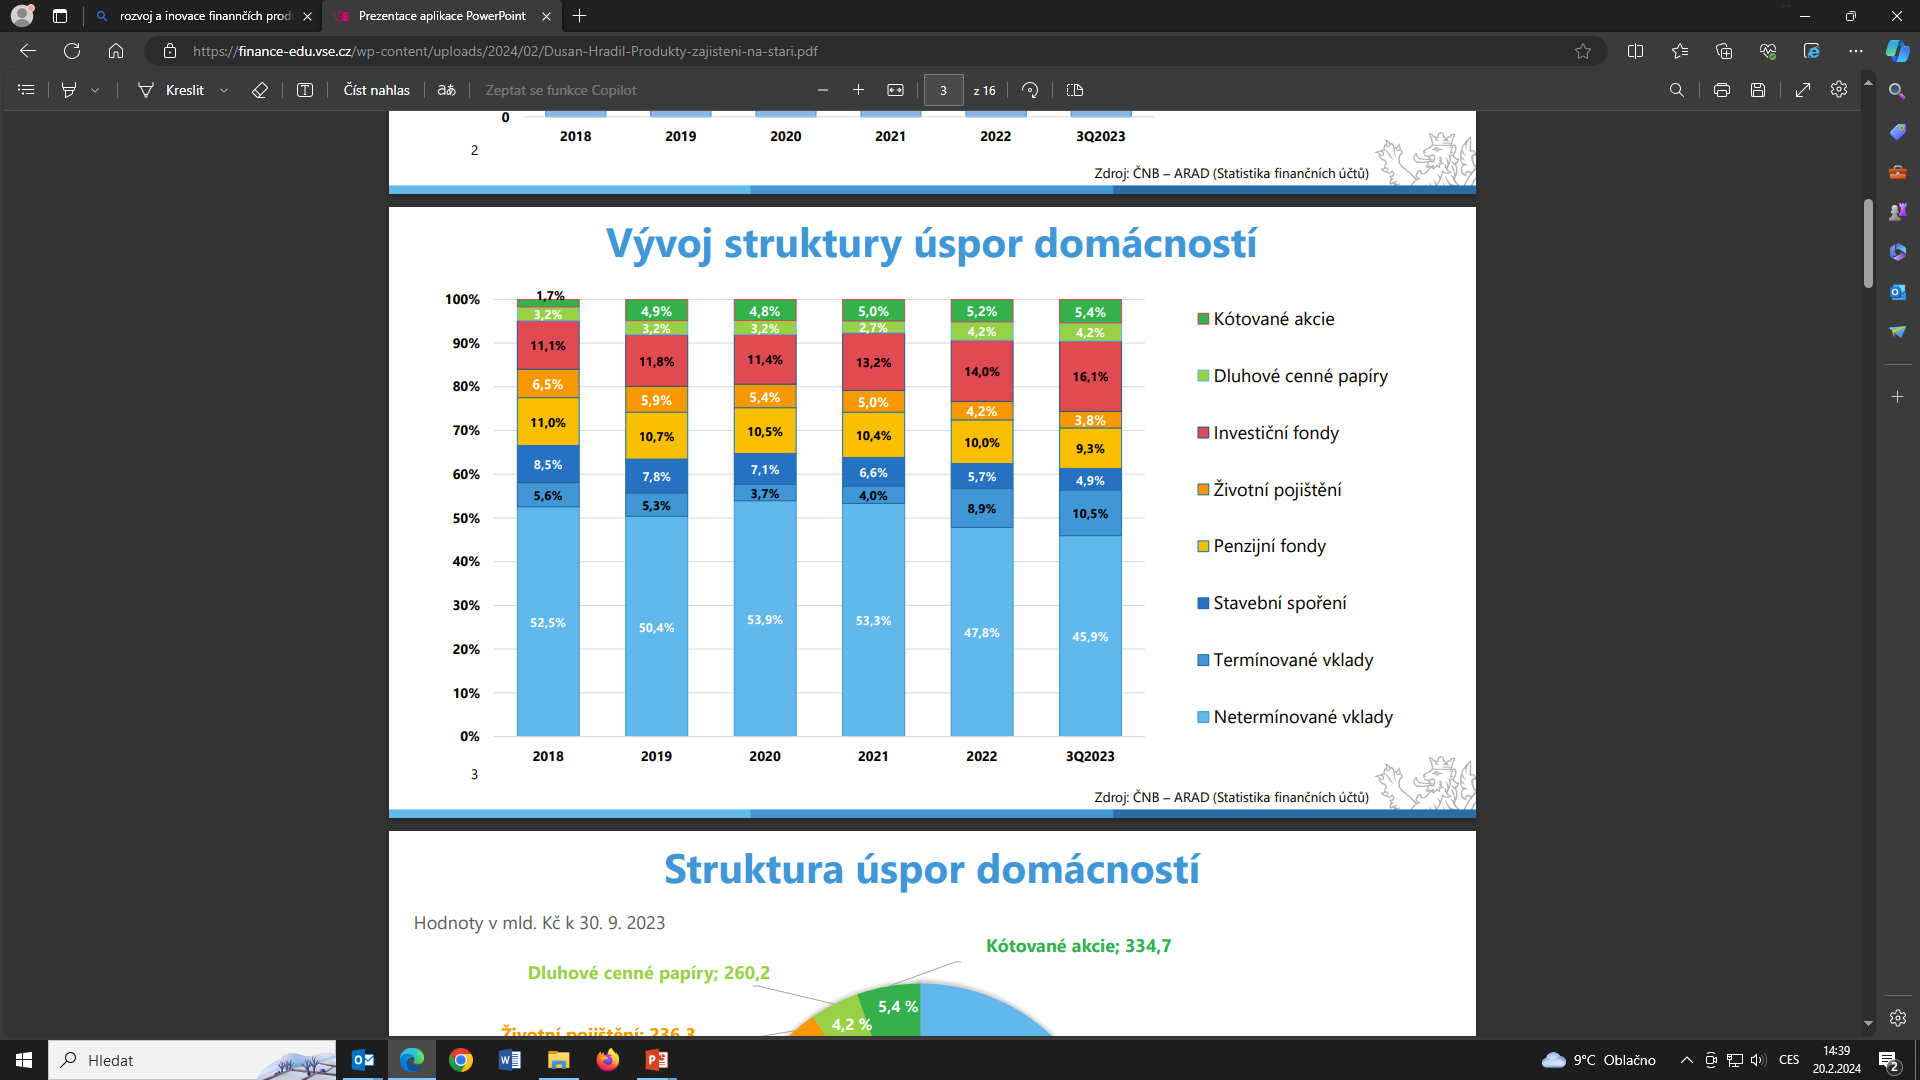 rozvoj a inovace finannčích prod
Prezentace aplikace PowerPoint
https://finance-edu.vse.cz/wp-content/uploads/2024/02/Dusan-Hradil-Produkty-zajisteni-na-stari.pdf
Kreslit
Číst nahlas
aあ
Zeptat se funkce Copilot
3
z 16
0
2018 2019 2020 2021 2022 3Q2023
2
Zdroj: ČNB – ARAD (Statistika finančních účtů)
Vývoj struktury úspor domácností
100% 1,7% 4,9% 4,8% 5,0% 5,2% 5,4%
3,2% 3,2% 3,2% 2,7% 4,2% 4,2%
90% 11,1% 11,8% 11,4% 13,2% 14,0% 16,1%
80% 6,5% 5,9% 5,4% 5,0% 4,2% 3,8%
70% 11,0% 10,7% 10,5% 10,4% 10,0% 9,3%
60% 8,5% 7,8% 7,1% 6,6% 5,7% 4,9%
5,6% 5,3% 3,7% 4,0% 8,9% 10,5%
50%
40%
30%
52,5% 50,4% 53,9% 53,3% 47,8% 45,9%
20%
10%
0%
2018 2019 2020 2021 2022 3Q2023
Kótované akcie
Dluhové cenné papíry
Investiční fondy
Životní pojištění
Penzijní fondy
Stavební spoření
Termínované vklady
Netermínované vklady
3
Zdroj: ČNB – ARAD (Statistika finančních účtů)
Struktura úspor domácností
Hodnoty v mld. Kč k 30. 9. 2023
Kótované akcie; 334,7
Dluhové cenné papíry; 260,2
5,4 %
4,2 %
Životní pojištění; 236,3
Hledat
9°C Oblačno
CES
14:39
20.2.2024
2